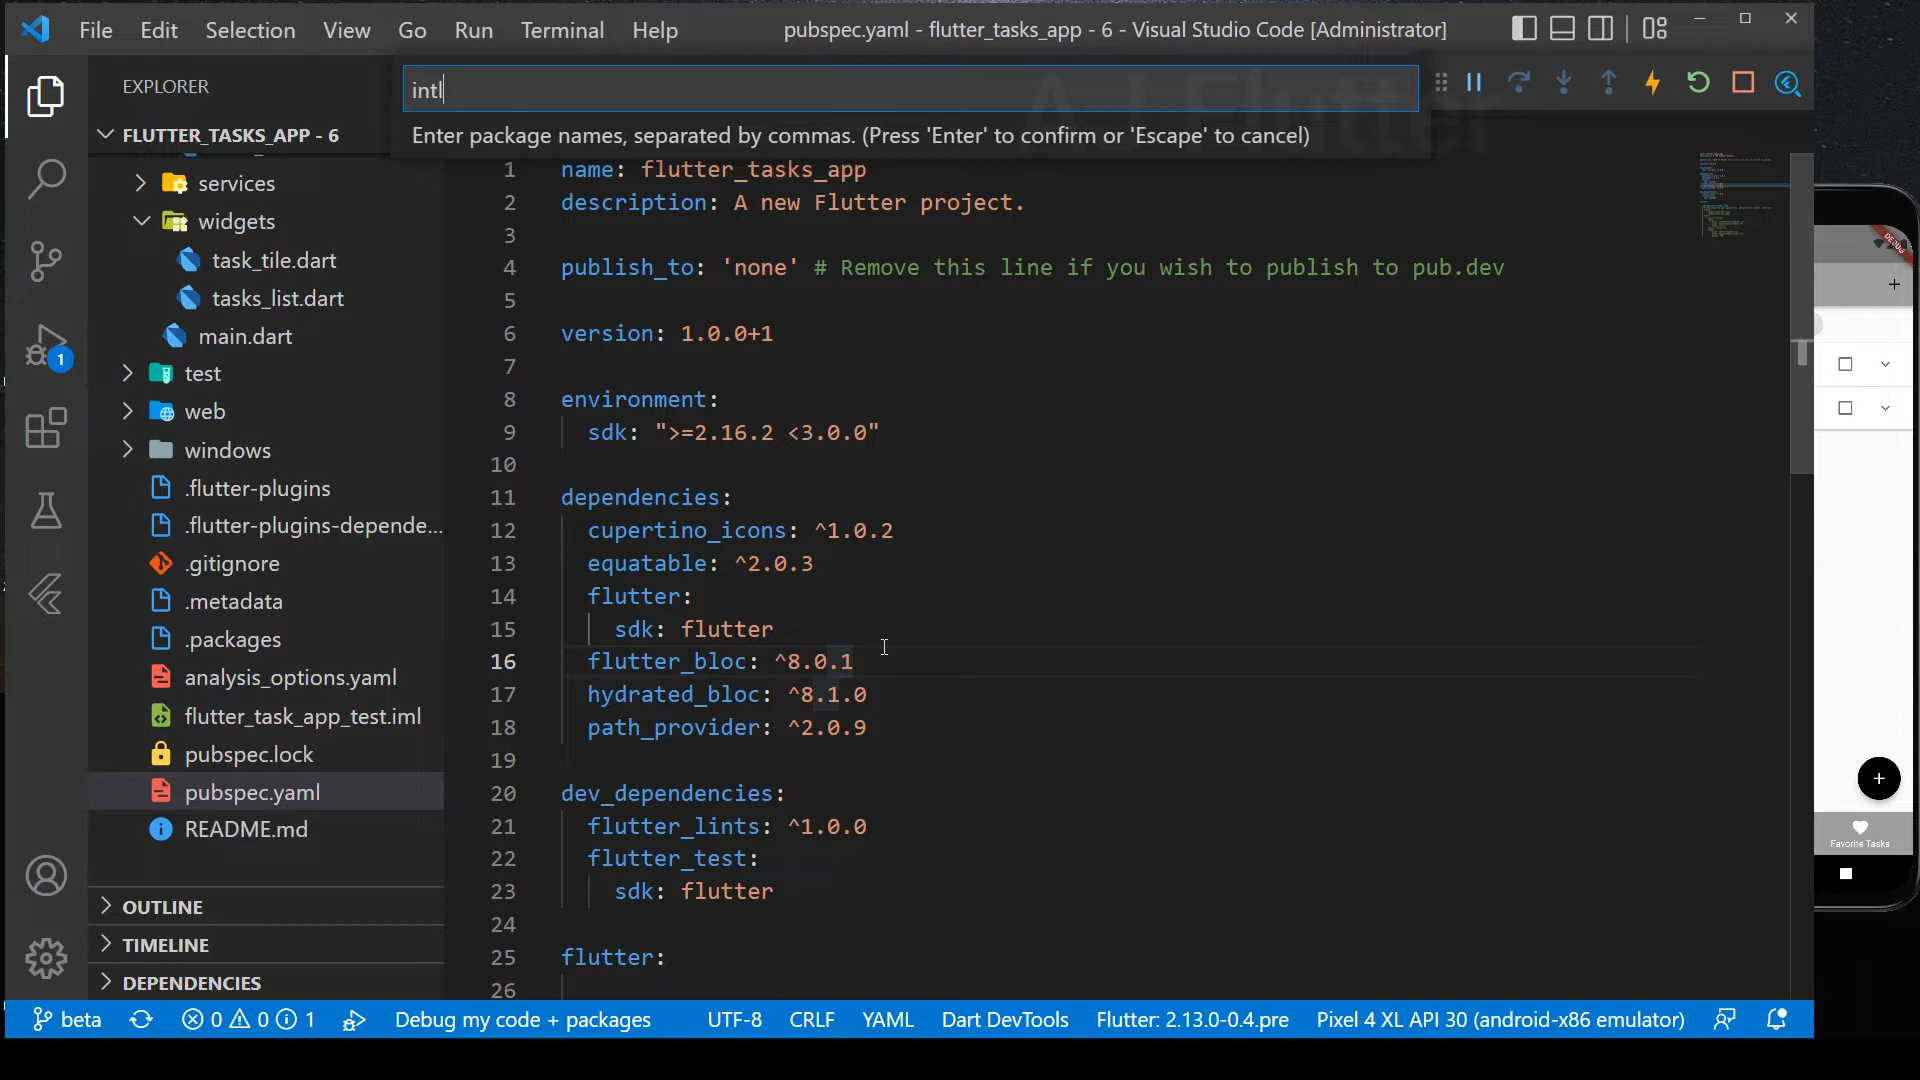 File Edit Selection View Go Run Terminal Help
pubspec.yaml - flutter_tasks_app - 6 - Visual Studio Code [Administrator]
EXPLORER
intl
Enter package names, separated by commas. (Press 'Enter' to confirm or 'Escape' to cancel)
A J Flutter
FLUTTER_TASKS_APP - 6
services
widgets
task_tile.dart
tasks_list.dart
main.dart
test
web
windows
.flutter-plugins
.flutter-plugins-depende...
.gitignore
.metadata
.packages
analysis_options.yaml
flutter_task_app_test.iml
pubspec.lock
pubspec.yaml
README.md
OUTLINE
TIMELINE
DEPENDENCIES
1
1 name: flutter_tasks_app
2 description: A new Flutter project.
3
4 publish_to: 'none' # Remove this line if you wish to publish to pub.dev
5
6 version: 1.0.0+1
7
8 environment:
9 sdk: ">=2.16.2 <3.0.0"
10
11 dependencies:
12 cupertino_icons: ^1.0.2
13 equatable: ^2.0.3
14 flutter:
15 sdk: flutter
16 flutter_bloc: ^8.0.1
17 hydrated_bloc: ^8.1.0
18 path_provider: ^2.0.9
19
20 dev_dependencies:
21 flutter_lints: ^1.0.0
22 flutter_test:
23 sdk: flutter
24
25 flutter:
26
DEBUG
Favorite Tasks
beta 0 0 1 Debug my code + packages UTF-8 CRLF YAML Dart DevTools Flutter: 2.13.0-0.4.pre Pixel 4 XL API 30 (android-x86 emulator)